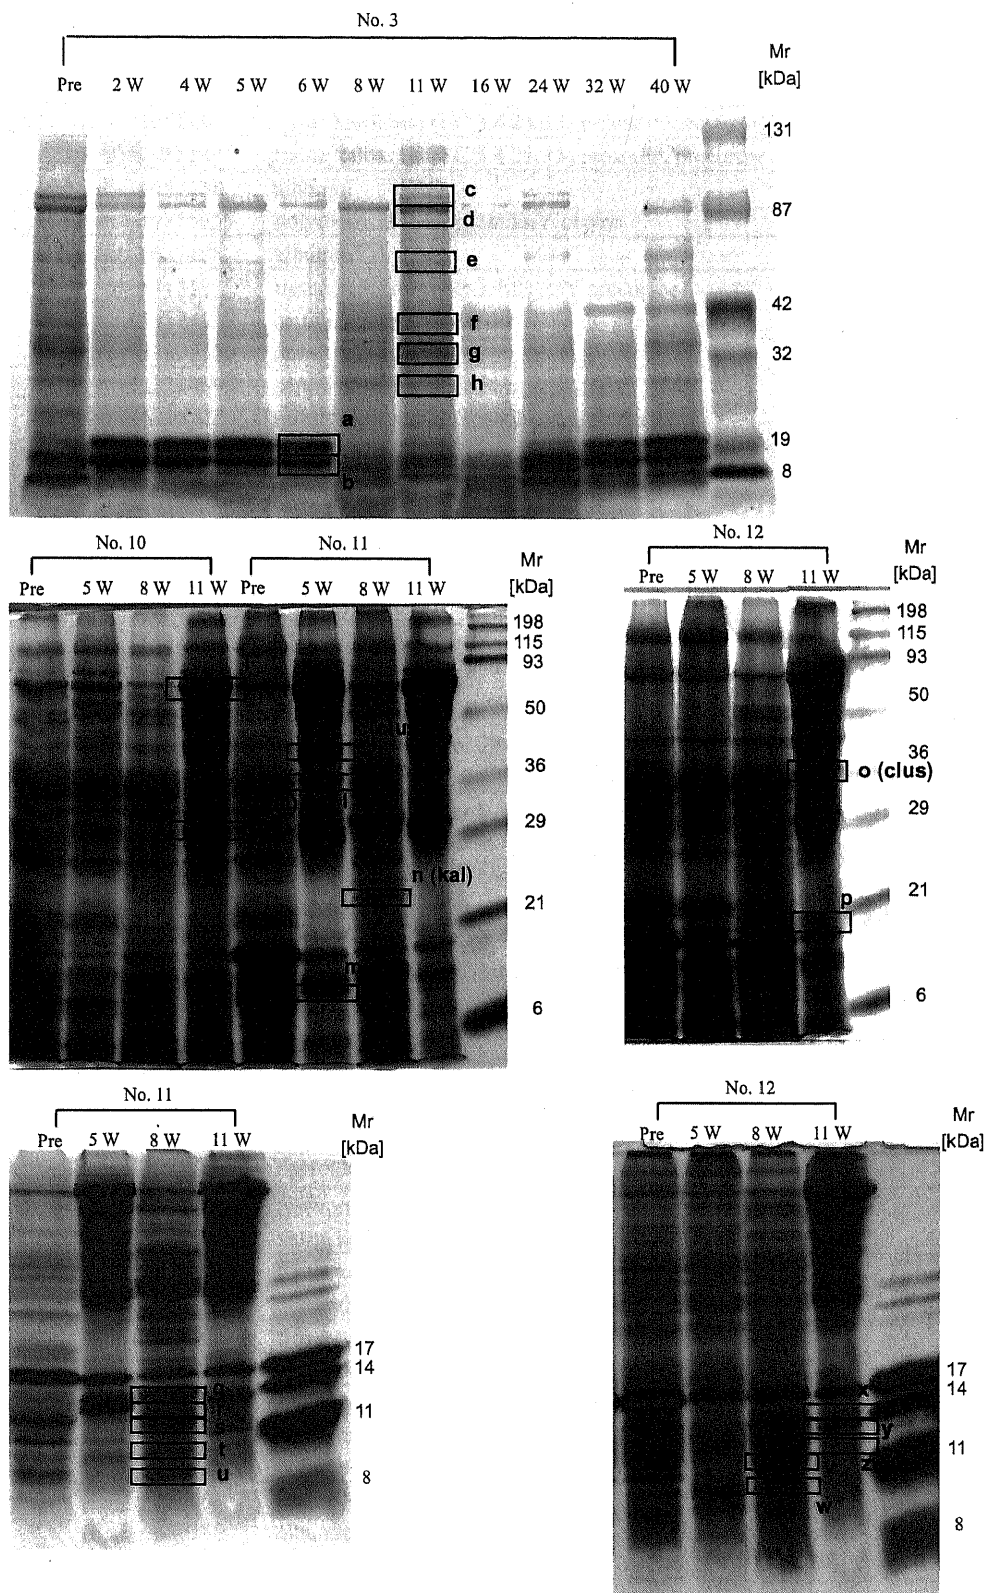 No. 3
Pre 2 W 4 W 5 W 6 W 8 W 11 W 16 W 24 W 32 W 40 W
Mr
[kDa]
131
c
87
d
e
42
f
32
g
h
a
19
8
b
No. 10 No. 11
Pre 5 W 8 W 11 W Pre 5 W 8 W 11 W
Mr
[kDa]
198
115
93
50
36
29
n (kal)
21
m
6
No. 12
Pre 5 W 8 W 11 W
Mr
[kDa]
198
115
93
50
36
o (clus)
29
21
p
6
No. 11
Pre 5 W 8 W 11 W
Mr
[kDa]
17
14
11
t
u
8
No. 12
Pre 5 W 8 W 11 W
Mr
[kDa]
17
x
14
y
11
z
w
8